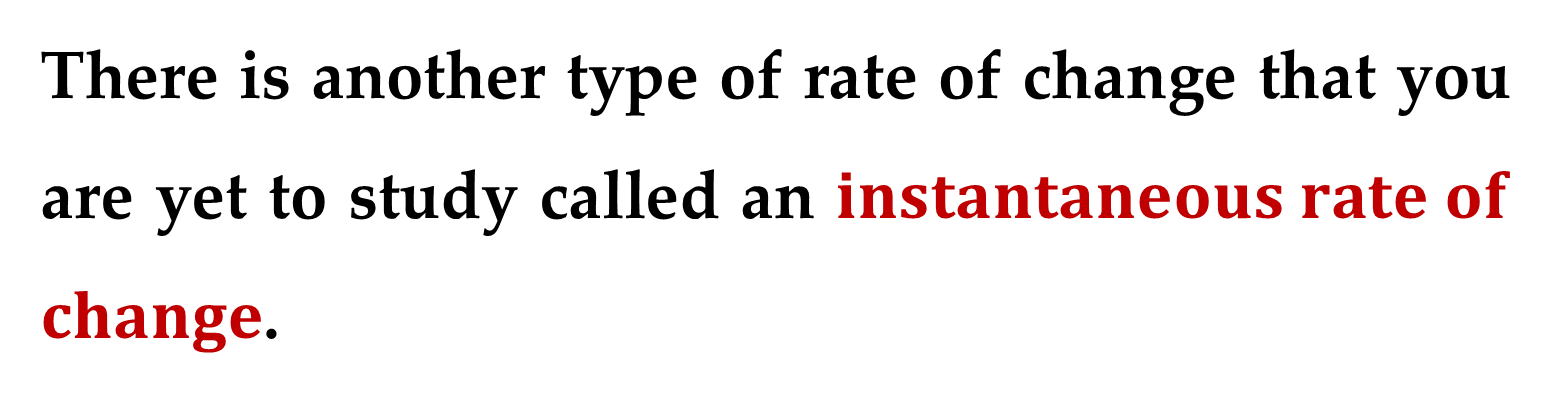 There is another type of rate of change that you
are yet to study called an instantaneous rate of
change.